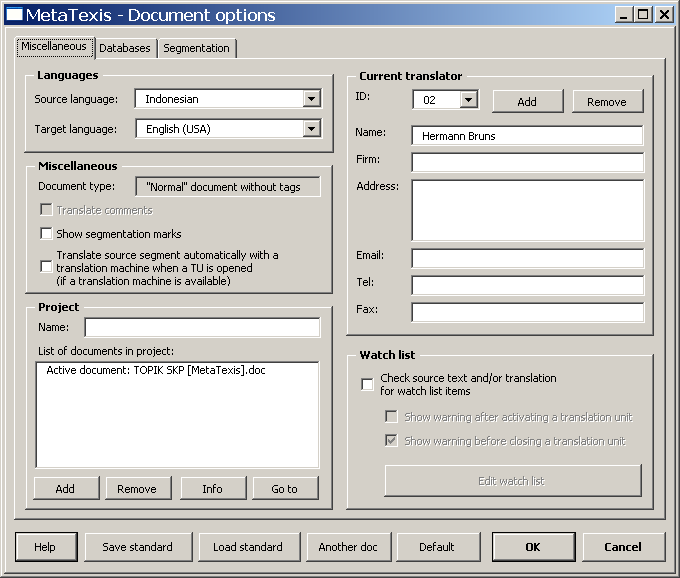 MetaTexis - Document options
Miscellaneous
Databases
Segmentation
Languages
Source language:
Indonesian
Target language:
English (USA)
Miscellaneous
Document type:
"Normal" document without tags
Translate comments
Show segmentation marks
Translate source segment automatically with a
translation machine when a TU is opened
(if a translation machine is available)
Project
Name:
List of documents in project:
Active document: TOPIK SKP [MetaTexis].doc
Add
Remove
Info
Go to
Current translator
ID:
02
Add
Remove
Name:
Hermann Bruns
Firm:
Address:
Email:
Tel:
Fax:
Watch list
Check source text and/or translation
for watch list items
Show warning after activating a translation unit
Show warning before closing a translation unit
Edit watch list
Help
Save standard
Load standard
Another doc
Default
OK
Cancel